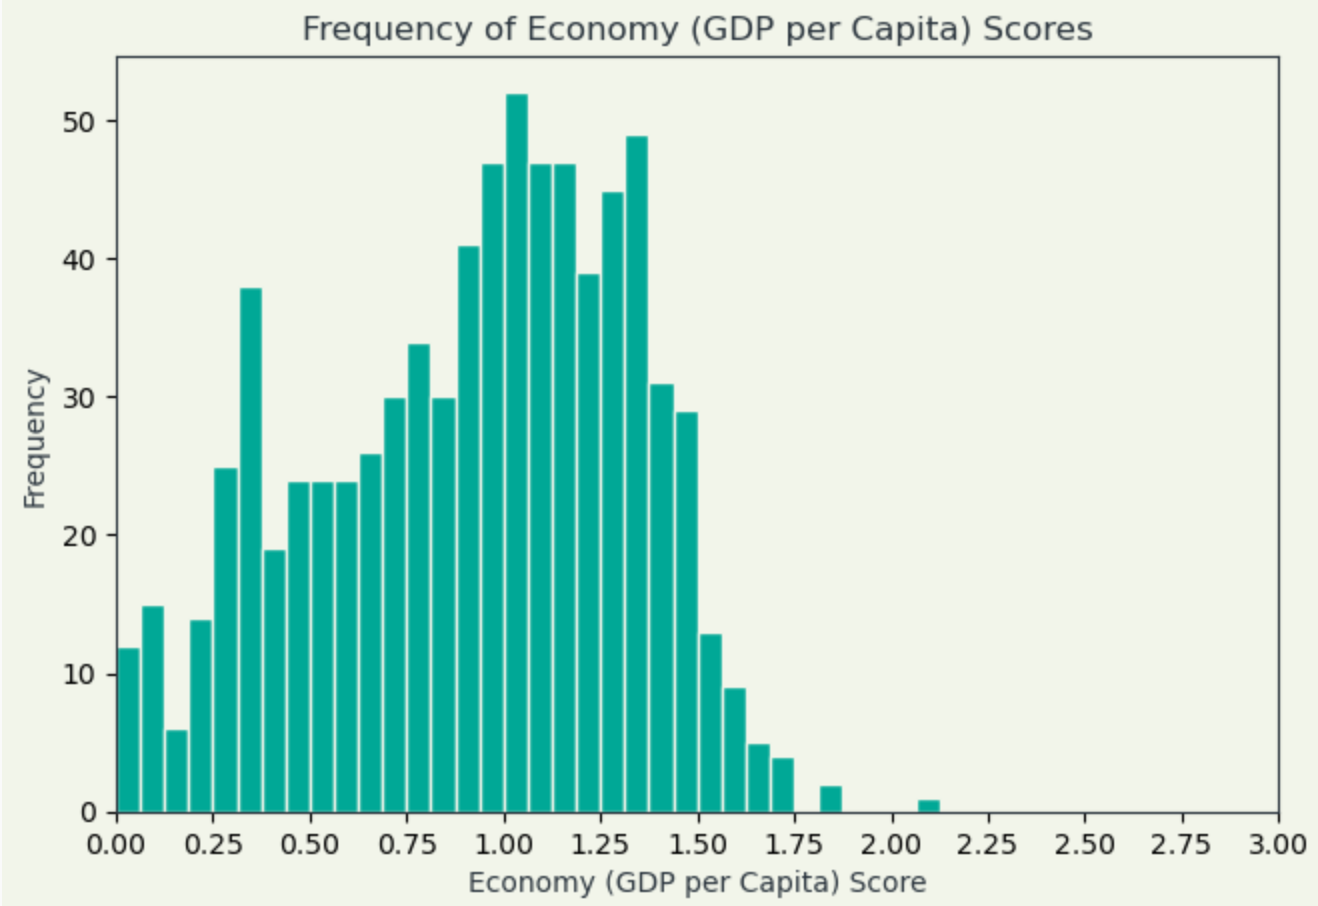 Frequency of Economy (GDP per Capita) Scores
50
40
30
20
10
0
Frequency
0.00 0.25 0.50 0.75 1.00 1.25 1.50 1.75 2.00 2.25 2.50 2.75 3.00
Economy (GDP per Capita) Score